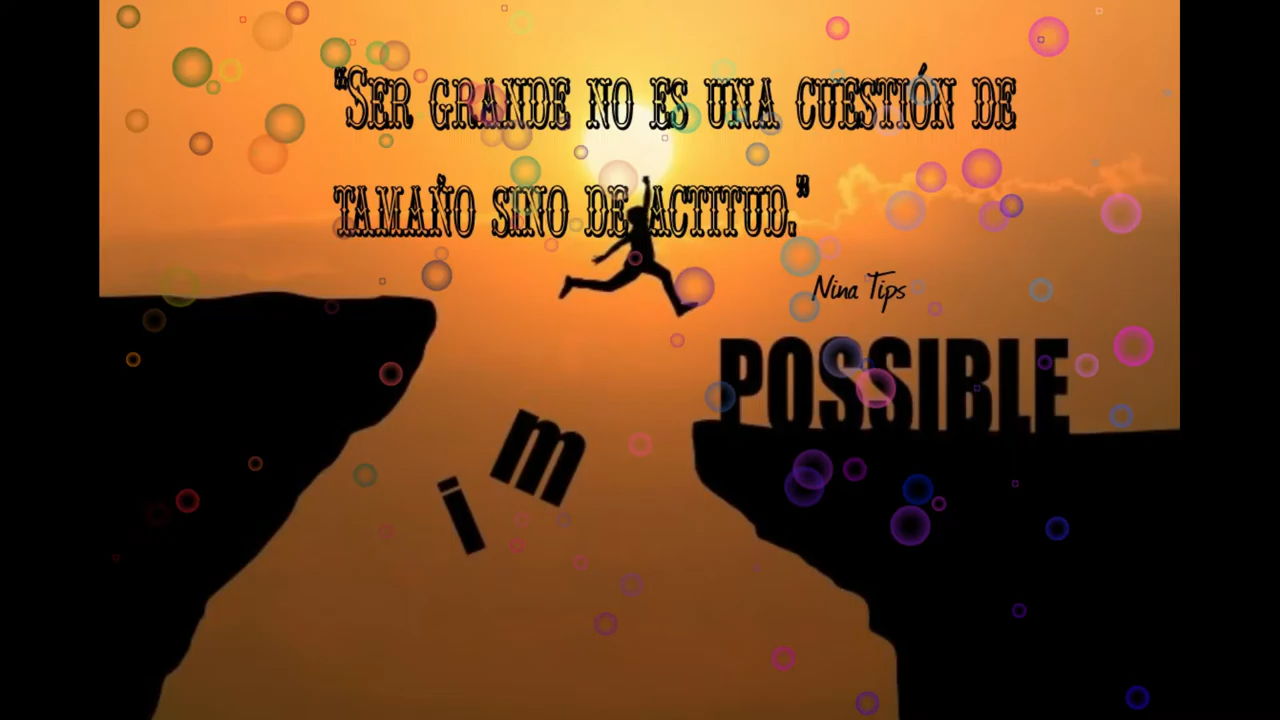 “Ser grande no es una cuestión de
tamaño sino de actitud.”
Nina Tips
POSSIBLE
im